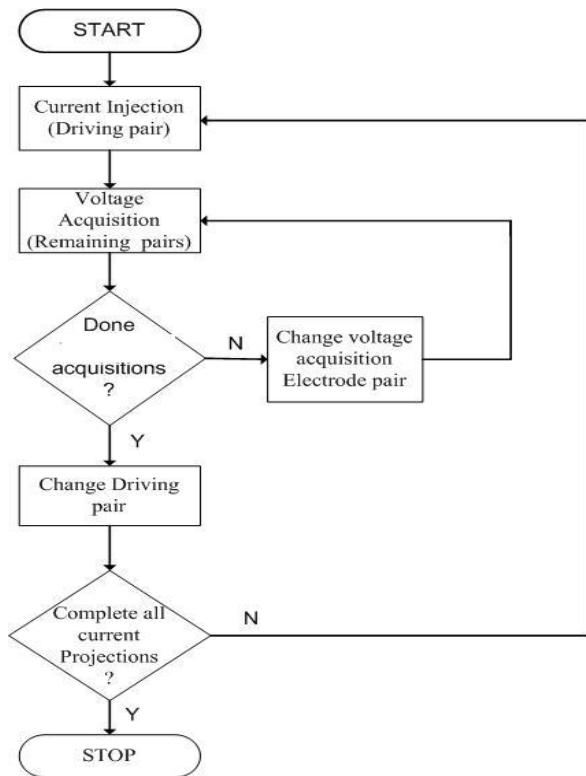 START
Current Injection
(Driving pair)
Voltage
Acquisition
(Remaining pairs)
Done
acquisitions
?
N
Change voltage
acquisition
Electrode pair
Y
Change Driving
pair
Complete all
current
Projections
?
N
Y
STOP